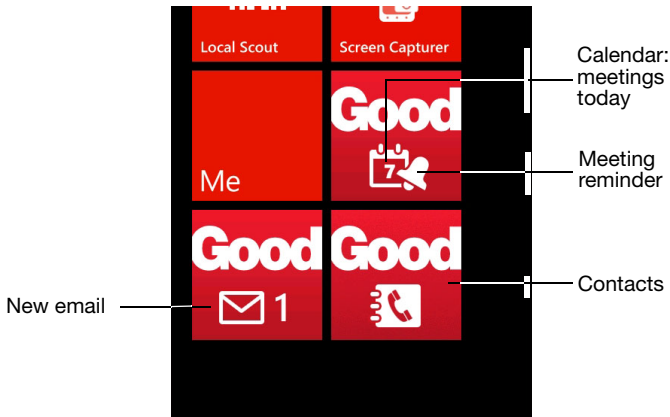 Local Scout
Screen Capturer
Calendar:
meetings
today
Good
7
Me
Meeting
reminder
Good
Good
New email
1
Contacts